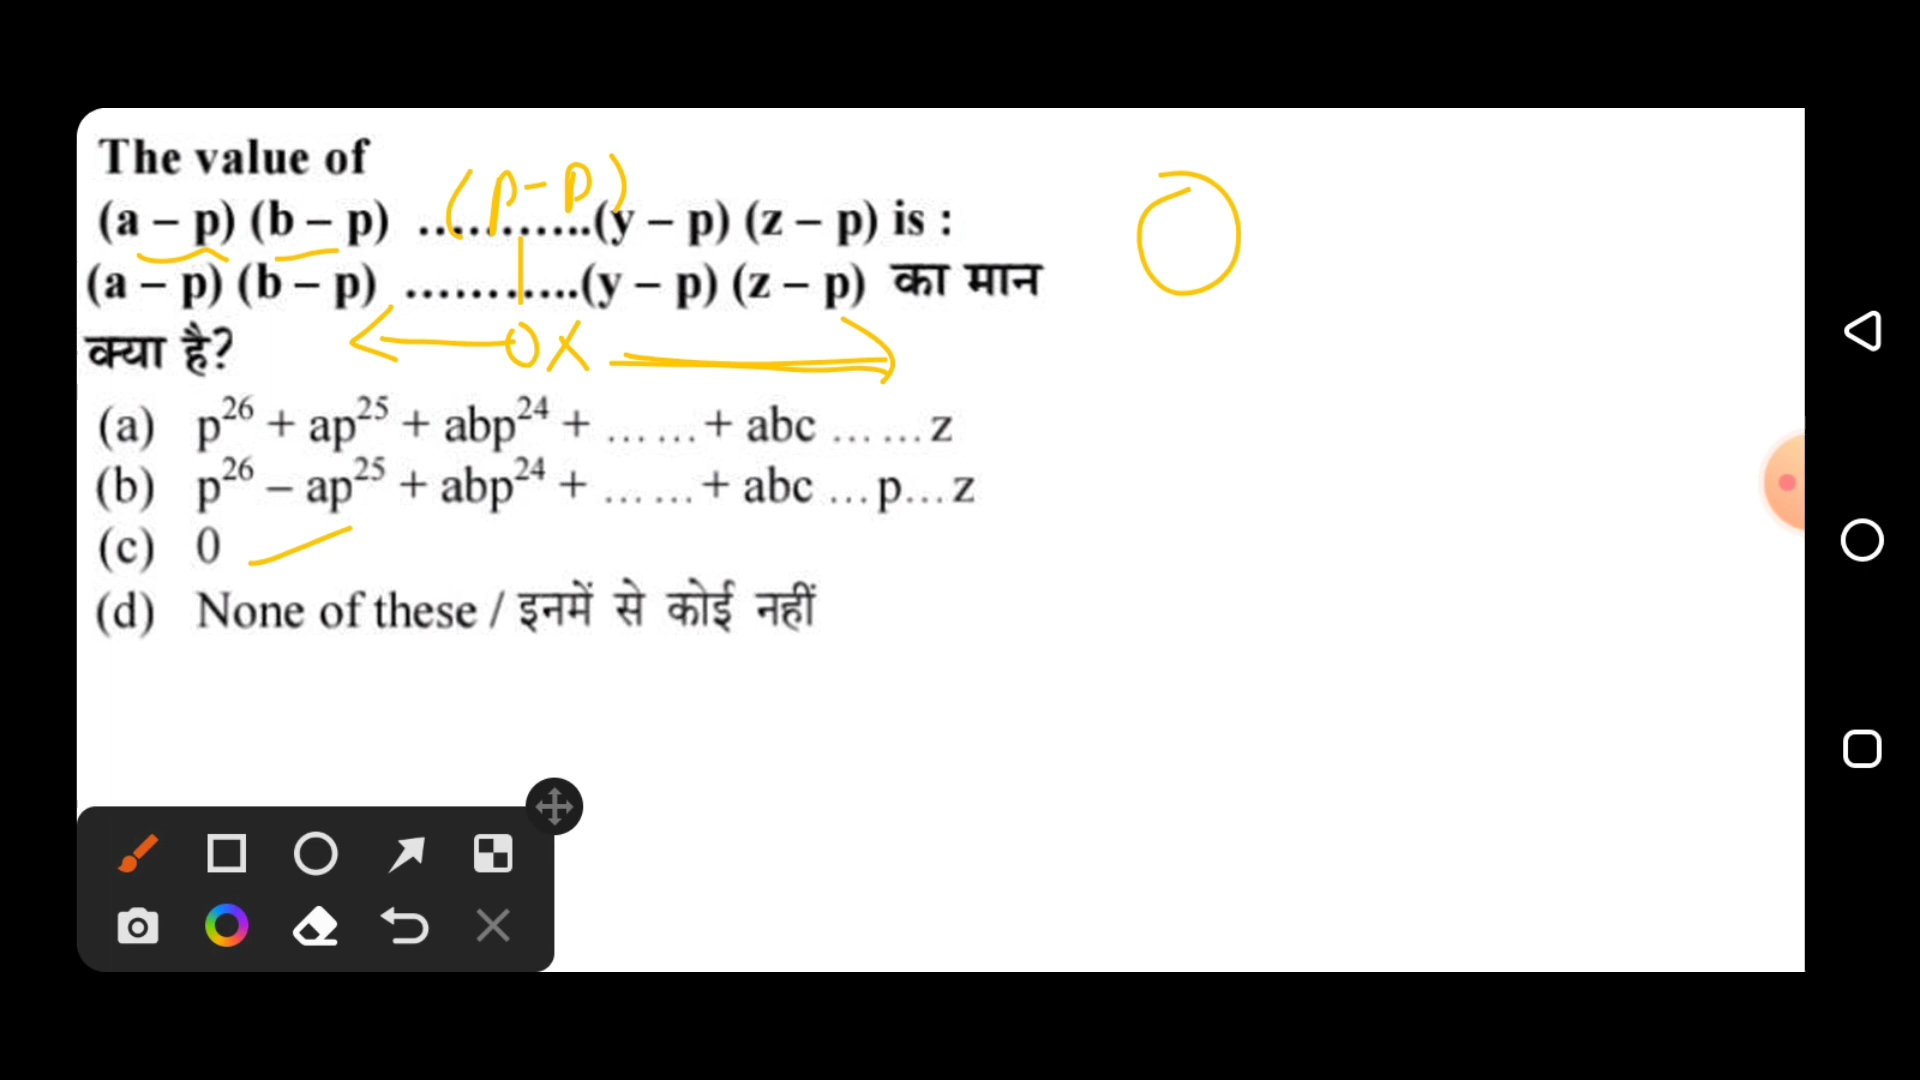 The value of
(p-p)
(a – p) (b – p) ………..(y – p) (z – p) is :
(a – p) (b – p) ………..(y – p) (z – p) का मान
क्या है?
0×
0
(a) p²⁶ + ap²⁵ + abp²⁴ + …… + abc …… z
(b) p²⁶ – ap²⁵ + abp²⁴ + …… + abc …p…z
(c) 0
(d) None of these / इनमें से कोई नहीं